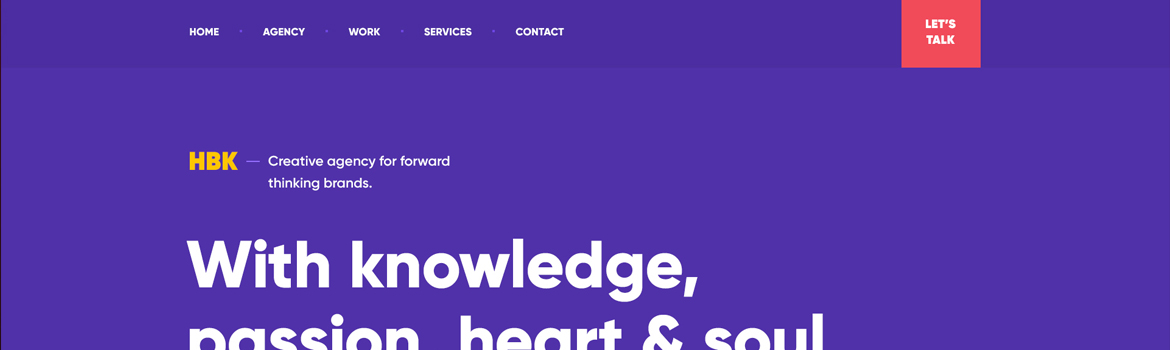 HOME • AGENCY • WORK • SERVICES • CONTACT
LET'S
TALK
HBK — Creative agency for forward
thinking brands.
With knowledge,
passion, heart & soul